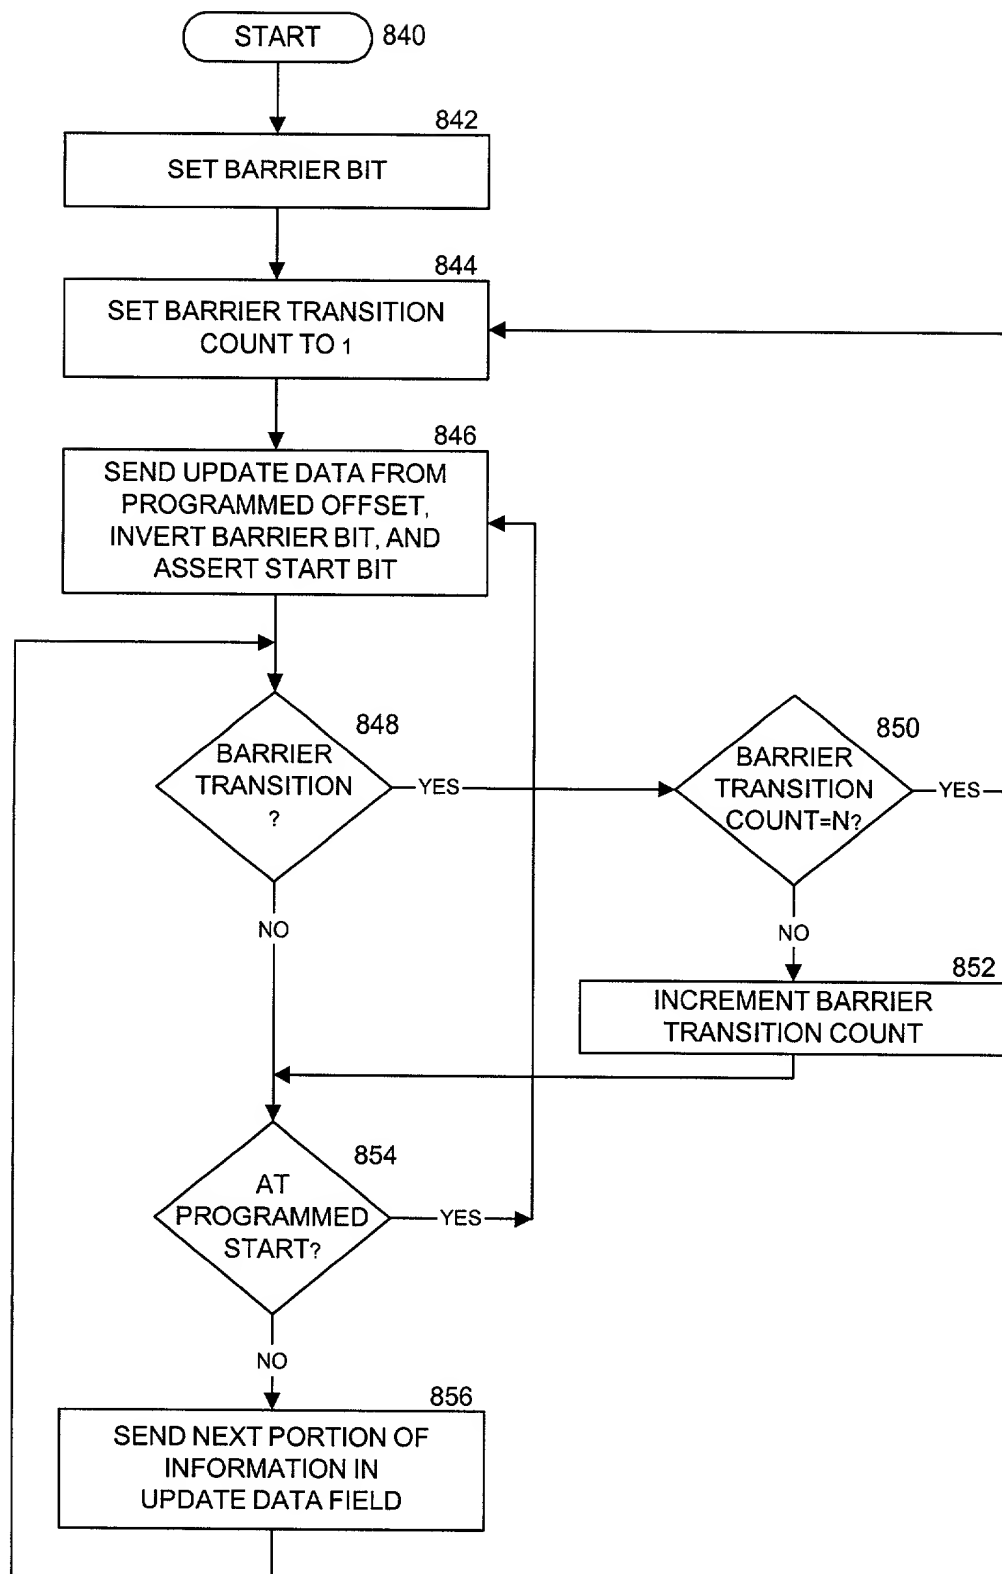 START 840
842
SET BARRIER BIT
844
SET BARRIER TRANSITION
COUNT TO 1
846
SEND UPDATE DATA FROM
PROGRAMMED OFFSET,
INVERT BARRIER BIT, AND
ASSERT START BIT
848
BARRIER
TRANSITION
?
YES
NO
850
BARRIER
TRANSITION
COUNT=N?
YES
NO
852
INCREMENT BARRIER
TRANSITION COUNT
854
AT
PROGRAMMED
START?
YES
NO
856
SEND NEXT PORTION OF
INFORMATION IN
UPDATE DATA FIELD